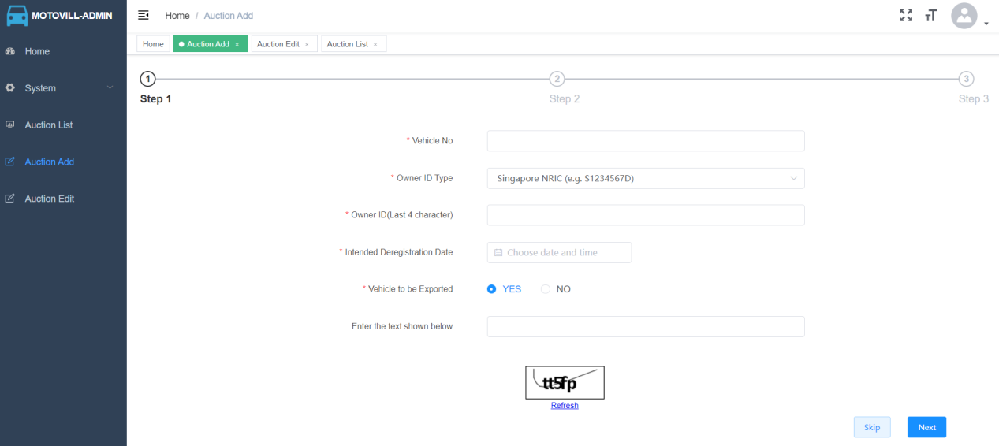 MOTOVILL-ADMIN
Home / Auction Add
Home
Auction Add ×
Auction Edit ×
Auction List ×
Home
System
Auction List
Auction Add
Auction Edit
1
2
3
Step 1
Step 2
Step 3
* Vehicle No
* Owner ID Type
Singapore NRIC (e.g. S1234567D)
* Owner ID(Last 4 character)
* Intended Deregistration Date
Choose date and time
* Vehicle to be Exported
YES
NO
Enter the text shown below
tt5fp
Refresh
Skip
Next